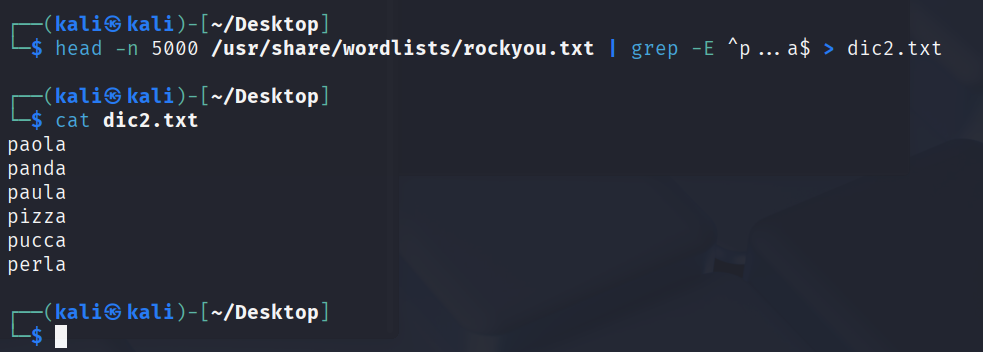 ┌──(kali㉿kali)-[~/Desktop]
└─$ head -n 5000 /usr/share/wordlists/rockyou.txt | grep -E ^p...a$ > dic2.txt
┌──(kali㉿kali)-[~/Desktop]
└─$ cat dic2.txt
paola
panda
paula
pizza
pucca
perla
┌──(kali㉿kali)-[~/Desktop]
└─$